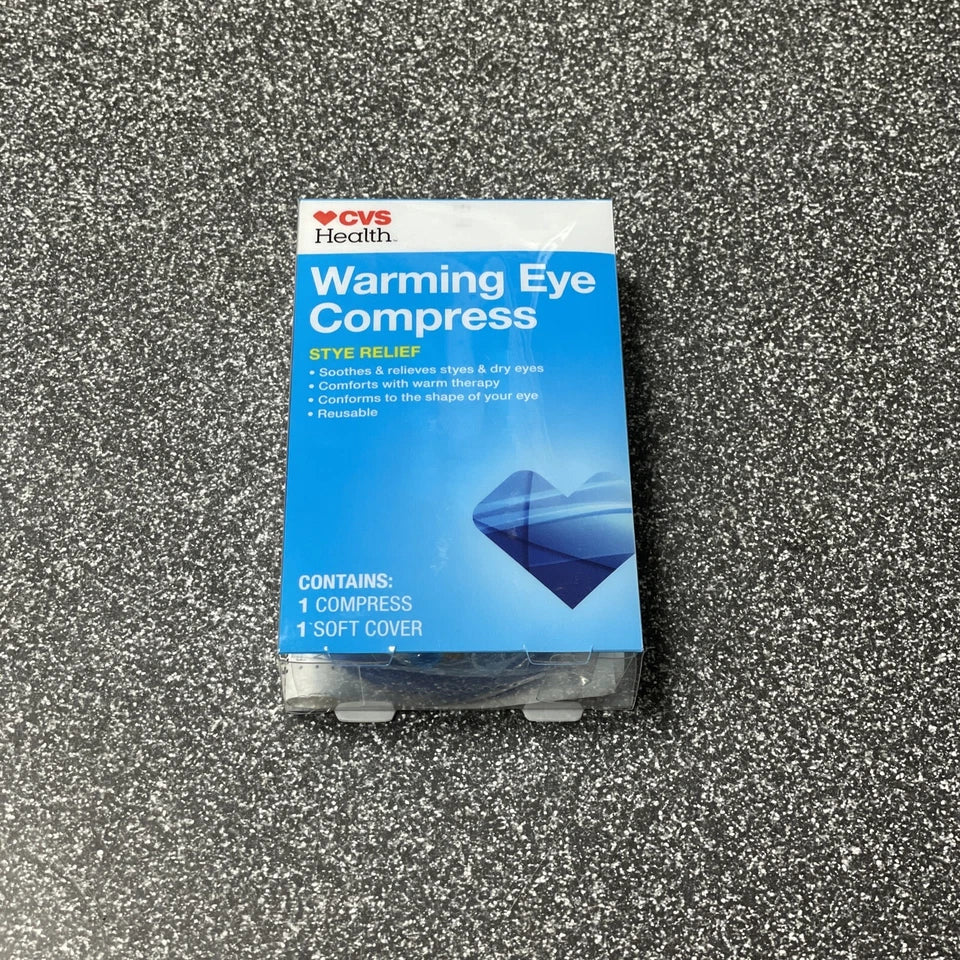 CVS
Health™
Warming Eye
Compress
STYE RELIEF
• Soothes & relieves styes & dry eyes
• Comforts with warm therapy
• Conforms to the shape of your eye
• Reusable
CONTAINS:
1 COMPRESS
1 SOFT COVER